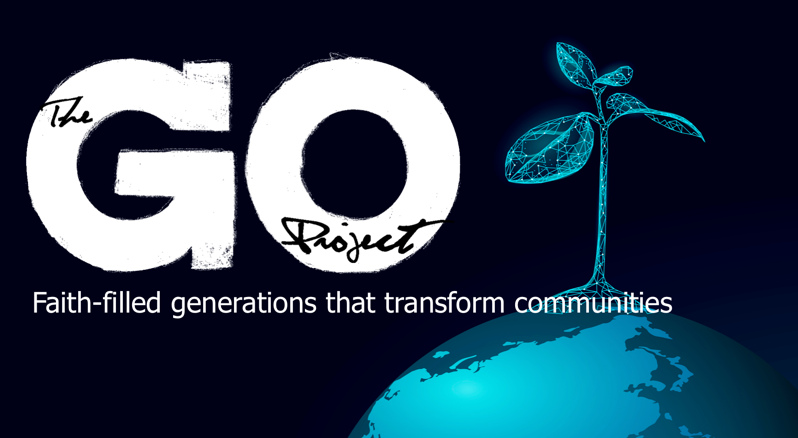 The
GO
Project
Faith-filled generations that transform communities